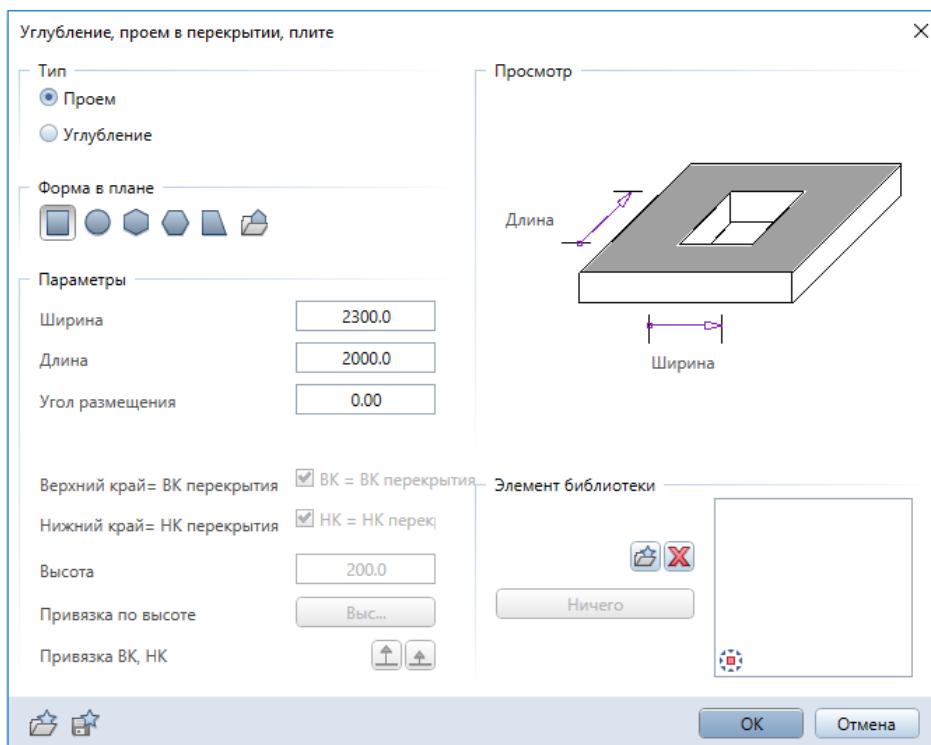 Углубление, проем в перекрытии, плите
Тип
Проем
Углубление
Форма в плане
Параметры
Ширина 2300.0
Длина 2000.0
Угол размещения 0.00
Верхний край= ВК перекрытия ВК = ВК перекрытия
Нижний край= НК перекрытия НК = НК перек
Высота 200.0
Привязка по высоте Выс...
Привязка ВК, НК
Просмотр
Длина
Ширина
Элемент библиотеки
Ничего
ОК Отмена